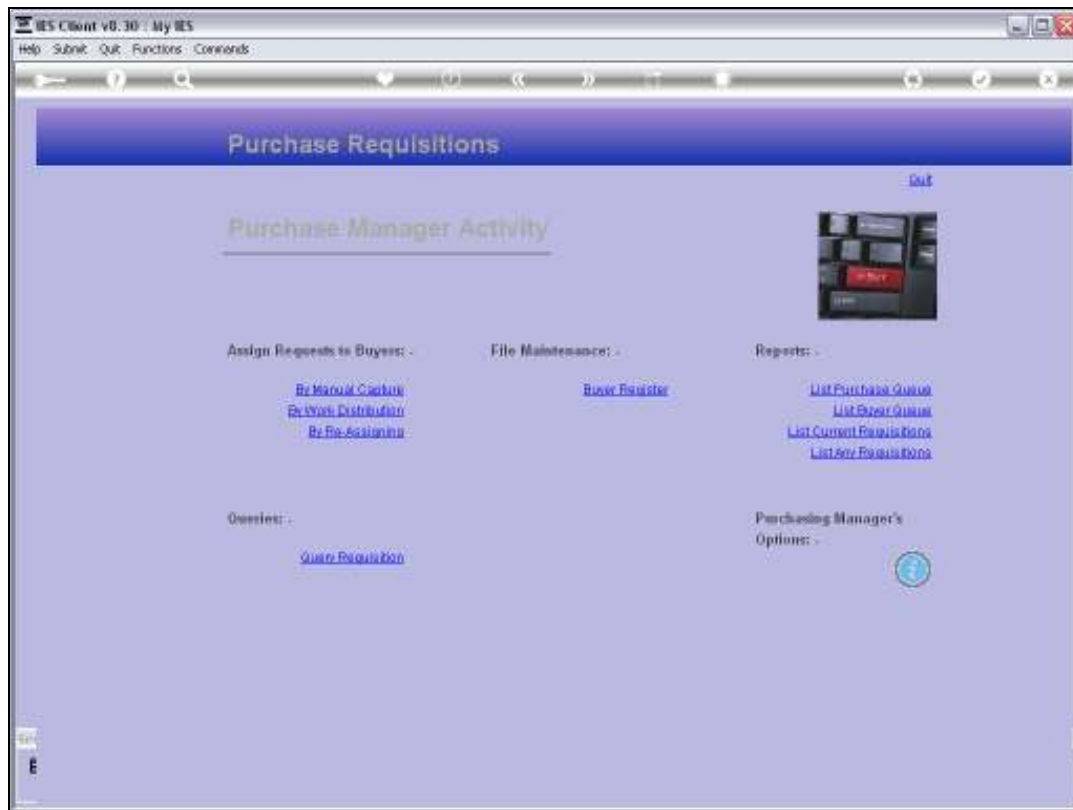 IES Client v8.30 : My IES
Help Submit Quit Functions Commands
Purchase Requisitions
Quit
Purchase Manager Activity
Assign Requests to Buyers: -
File Maintenance: -
Reports: -
By Manual Capture
Buyer Register
List Purchase Queue
By Work Distribution
List Buyer Queue
By Re-Assigning
List Current Requisitions
List Any Requisitions
Queries: -
Purchasing Manager's
Options: -
Query Requisition